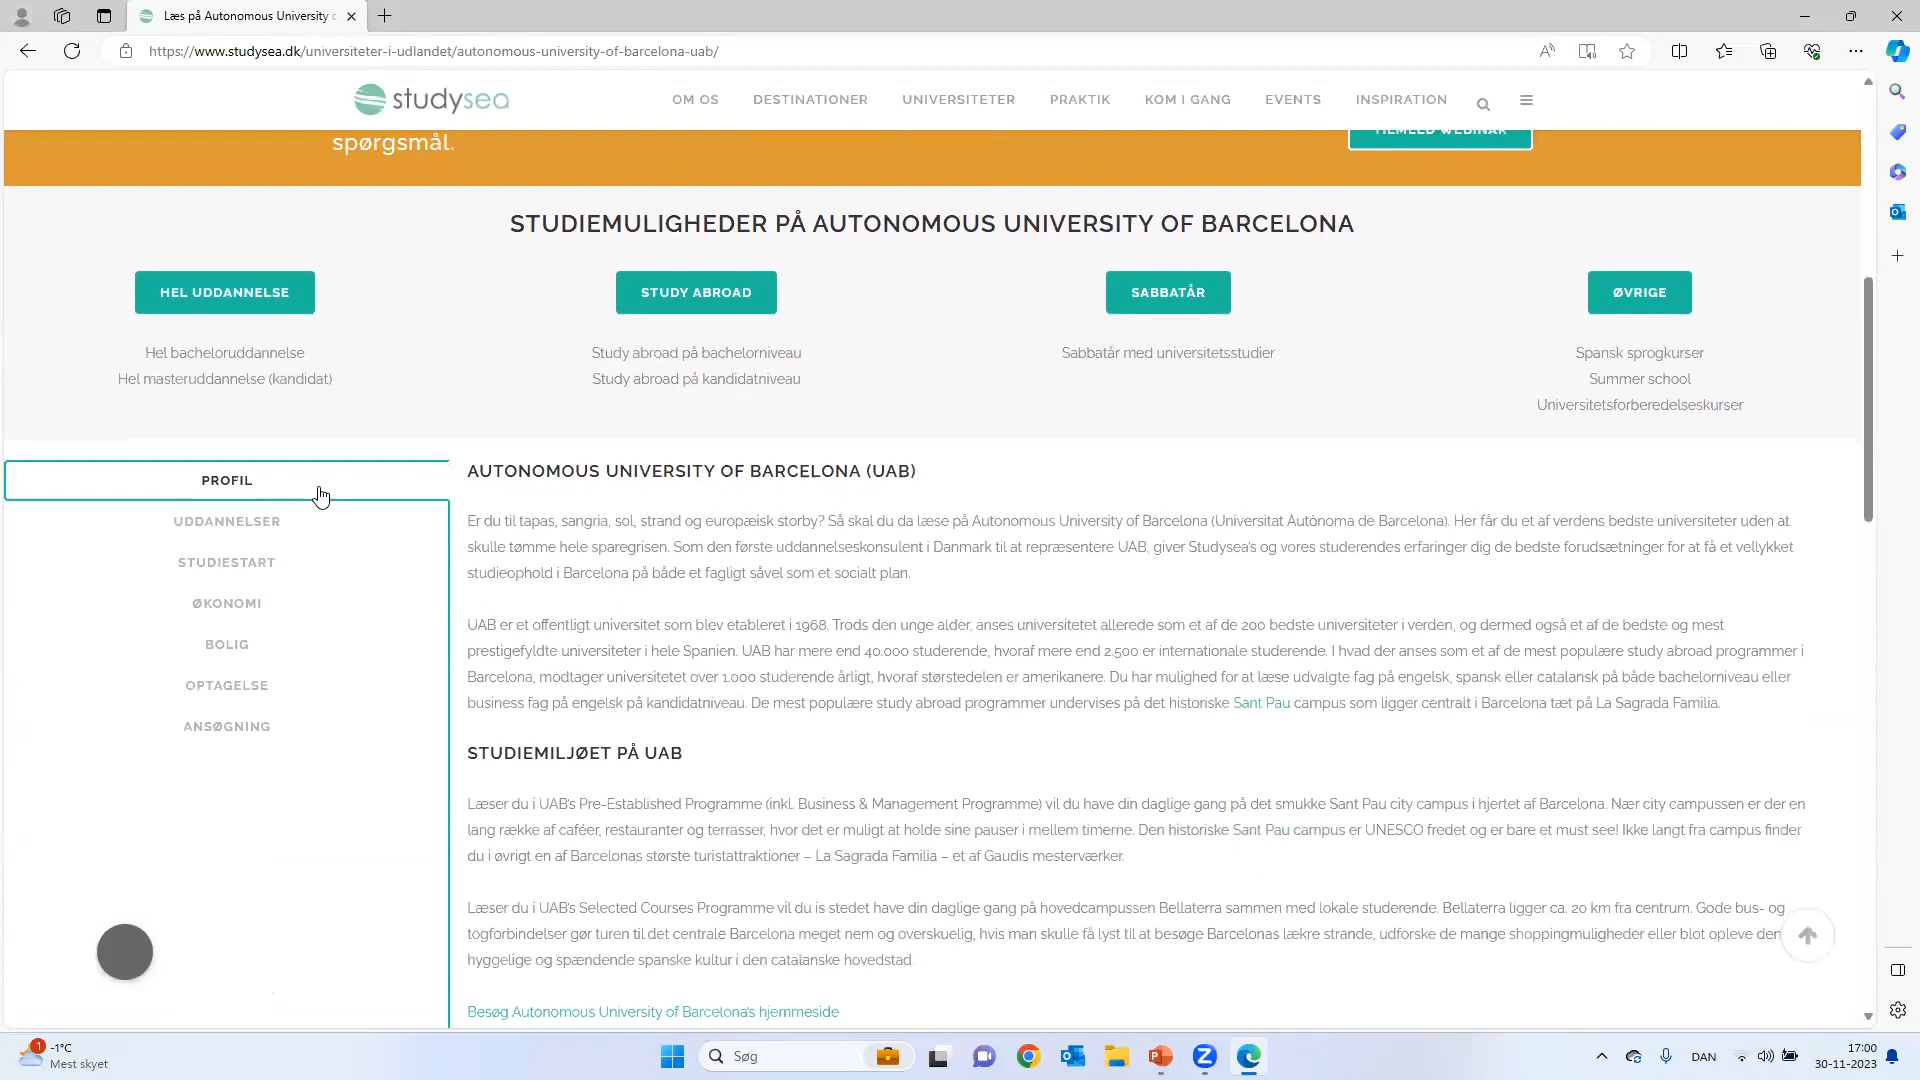 Læs på Autonomous University
https://www.studysea.dk/universiteter-i-udlandet/autonomous-university-of-barcelona-uab/
studysea
OM OS DESTINATIONER UNIVERSITETER PRAKTIK KOM I GANG EVENTS INSPIRATION
spørgsmål.
TILMELD WEBINAR
STUDIEMULIGHEDER PÅ AUTONOMOUS UNIVERSITY OF BARCELONA
HEL UDDANNELSE STUDY ABROAD SABBATÅR ØVRIGE
Hel bacheloruddannelse Study abroad på bachelorniveau Sabbatår med universitetsstudier Spansk sprogkurser
Hel masteruddannelse (kandidat) Study abroad på kandidatniveau Summer school
Universitetsforberedelseskurser
PROFIL
UDDANNELSER
STUDIESTART
ØKONOMI
BOLIG
OPTAGELSE
ANSØGNING
AUTONOMOUS UNIVERSITY OF BARCELONA (UAB)
Er du til tapas, sangria, sol, strand og europæisk storby? Så skal du da læse på Autonomous University of Barcelona (Universitat Autònoma de Barcelona). Her får du et af verdens bedste universiteter uden at
skulle tømme hele sparegrisen. Som den første uddannelseskonsulent i Danmark til at repræsentere UAB, giver Studysea's og vores studerendes erfaringer dig de bedste forudsætninger for at få et vellykket
studieophold i Barcelona på både et fagligt såvel som et socialt plan.
UAB er et offentligt universitet som blev etableret i 1968. Trods den unge alder, anses universitetet allerede som et af de 200 bedste universiteter i verden, og dermed også et af de bedste og mest
prestigefyldte universiteter i hele Spanien. UAB har mere end 40.000 studerende, hvoraf mere end 2.500 er internationale studerende. I hvad der anses som et af de mest populære study abroad programmer i
Barcelona, modtager universitetet over 1.000 studerende årligt, hvoraf størstedelen er amerikanere. Du har mulighed for at læse udvalgte fag på engelsk, spansk eller catalansk på både bachelorniveau eller
business fag på engelsk på kandidatniveau. De mest populære study abroad programmer undervises på det historiske Sant Pau campus som ligger centralt i Barcelona tæt på La Sagrada Familia.
STUDIEMILJØET PÅ UAB
Læser du i UAB's Pre-Established Programme (inkl. Business & Management Programme) vil du have din daglige gang på det smukke Sant Pau city campus i hjertet af Barcelona. Nær city campussen er der en
lang række af caféer, restauranter og terrasser, hvor det er muligt at holde sine pauser i mellem timerne. Den historiske Sant Pau campus er UNESCO fredet og er bare et must see! Ikke langt fra campus finder
du i øvrigt en af Barcelonas største turistattraktioner – La Sagrada Familia – et af Gaudis mesterværker.
Læser du i UAB's Selected Courses Programme vil du is stedet have din daglige gang på hovedcampussen Bellaterra sammen med lokale studerende. Bellaterra ligger ca. 20 km fra centrum. Gode bus- og
togforbindelser gør turen til det centrale Barcelona meget nem og overskuelig, hvis man skulle få lyst til at besøge Barcelonas lækre strande, udforske de mange shoppingmuligheder eller blot opleve den
hyggelige og spændende spanske kultur i den catalanske hovedstad.
Besøg Autonomous University of Barcelona's hjemmeside
1
-1°C
Mest skyet
Søg
DAN
17:00
30-11-2023